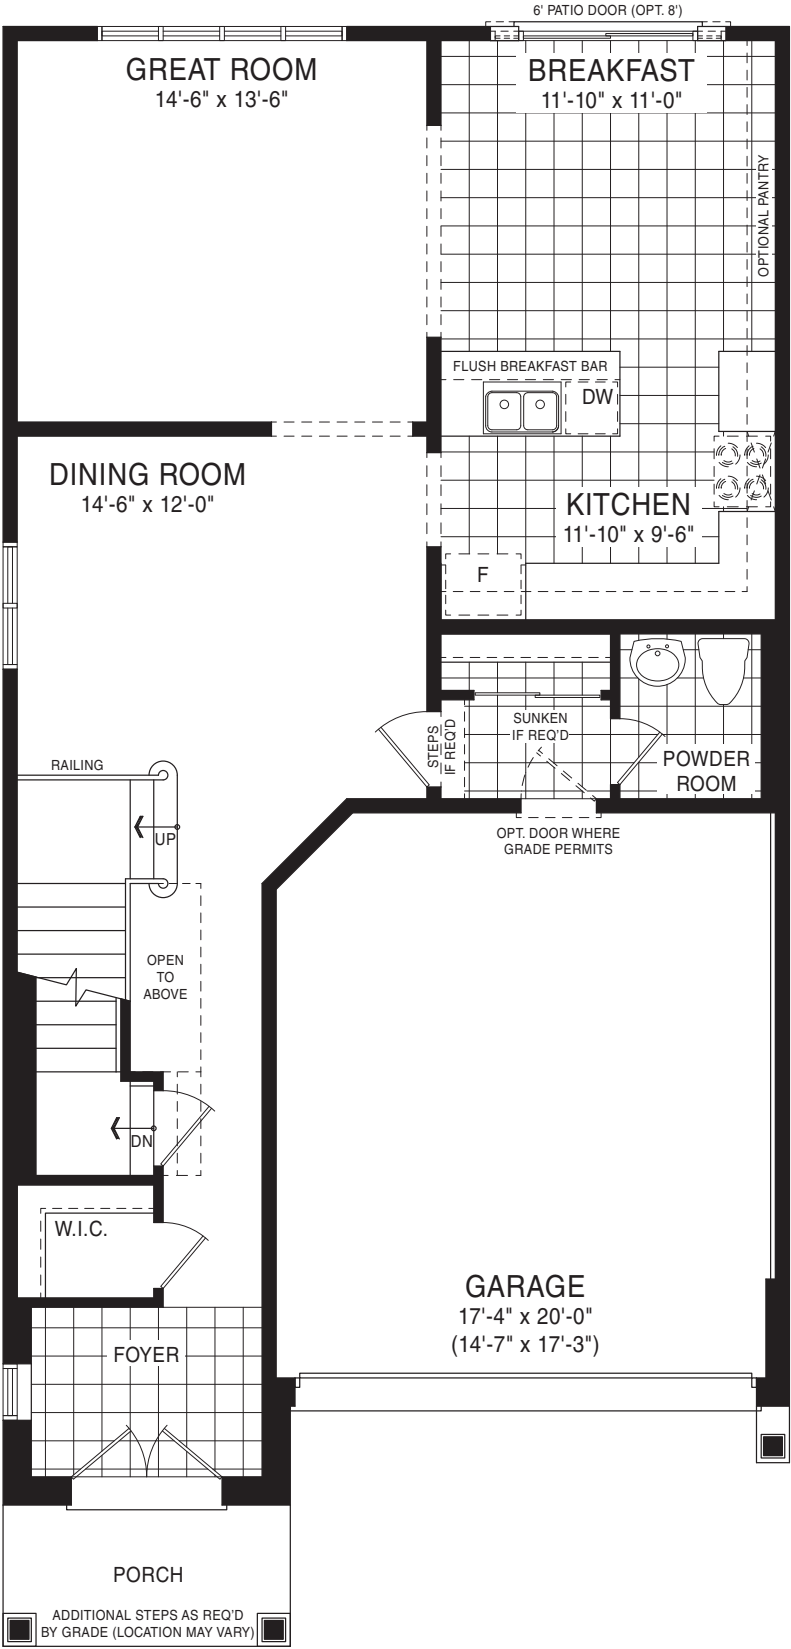 6' PATIO DOOR (OPT. 8')
GREAT ROOM
14'-6" x 13'-6"
BREAKFAST
11'-10" x 11'-0"
OPTIONAL PANTRY
FLUSH BREAKFAST BAR
DW
DINING ROOM
14'-6" x 12'-0"
KITCHEN
11'-10" x 9'-6"
F
STEPS
IF REQ'D
SUNKEN
IF REQ'D
POWDER
ROOM
RAILING
UP
OPT. DOOR WHERE
GRADE PERMITS
OPEN
TO
ABOVE
DN
W.I.C.
GARAGE
17'-4" x 20'-0"
(14'-7" x 17'-3")
FOYER
PORCH
ADDITIONAL STEPS AS REQ'D
BY GRADE (LOCATION MAY VARY)